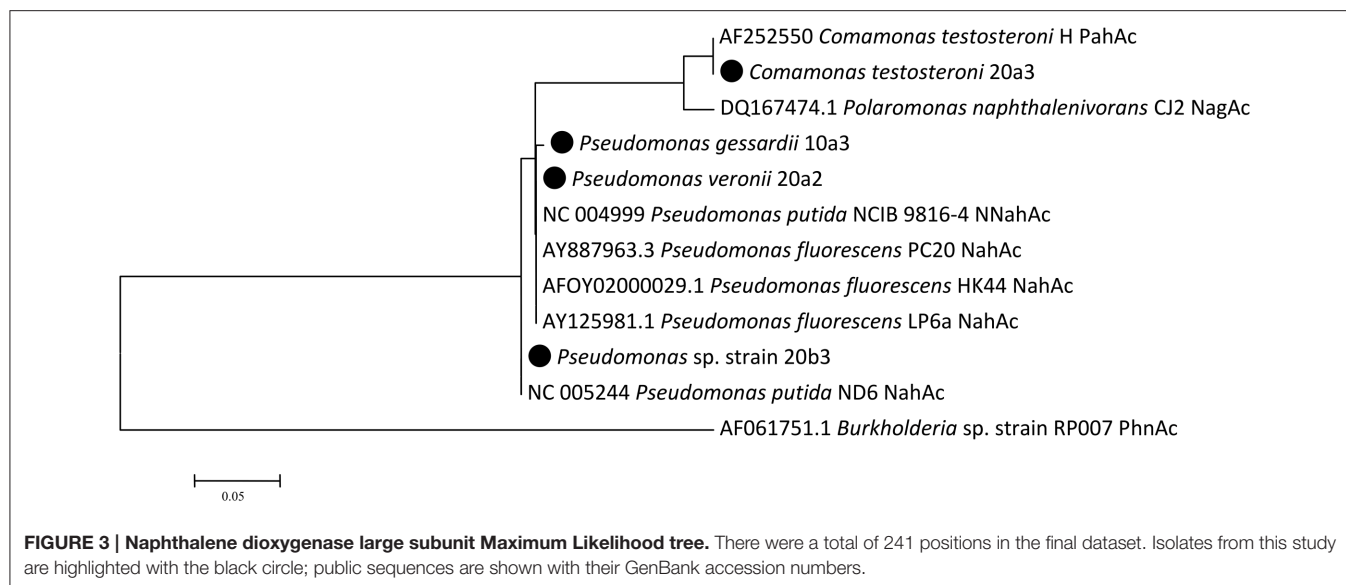 AF252550 Comamonas testosteroni H PahAc
Comamonas testosteroni 20a3
DQ167474.1 Polaromonas naphthalenivorans CJ2 NagAc
Pseudomonas gessardii 10a3
Pseudomonas veronii 20a2
NC 004999 Pseudomonas putida NCIB 9816-4 NNahAc
AY887963.3 Pseudomonas fluorescens PC20 NahAc
AFOY02000029.1 Pseudomonas fluorescens HK44 NahAc
AY125981.1 Pseudomonas fluorescens LP6a NahAc
Pseudomonas sp. strain 20b3
NC 005244 Pseudomonas putida ND6 NahAc
AF061751.1 Burkholderia sp. strain RP007 PhnAc
0.05
FIGURE 3 | Naphthalene dioxygenase large subunit Maximum Likelihood tree. There were a total of 241 positions in the final dataset. Isolates from this study
are highlighted with the black circle; public sequences are shown with their GenBank accession numbers.